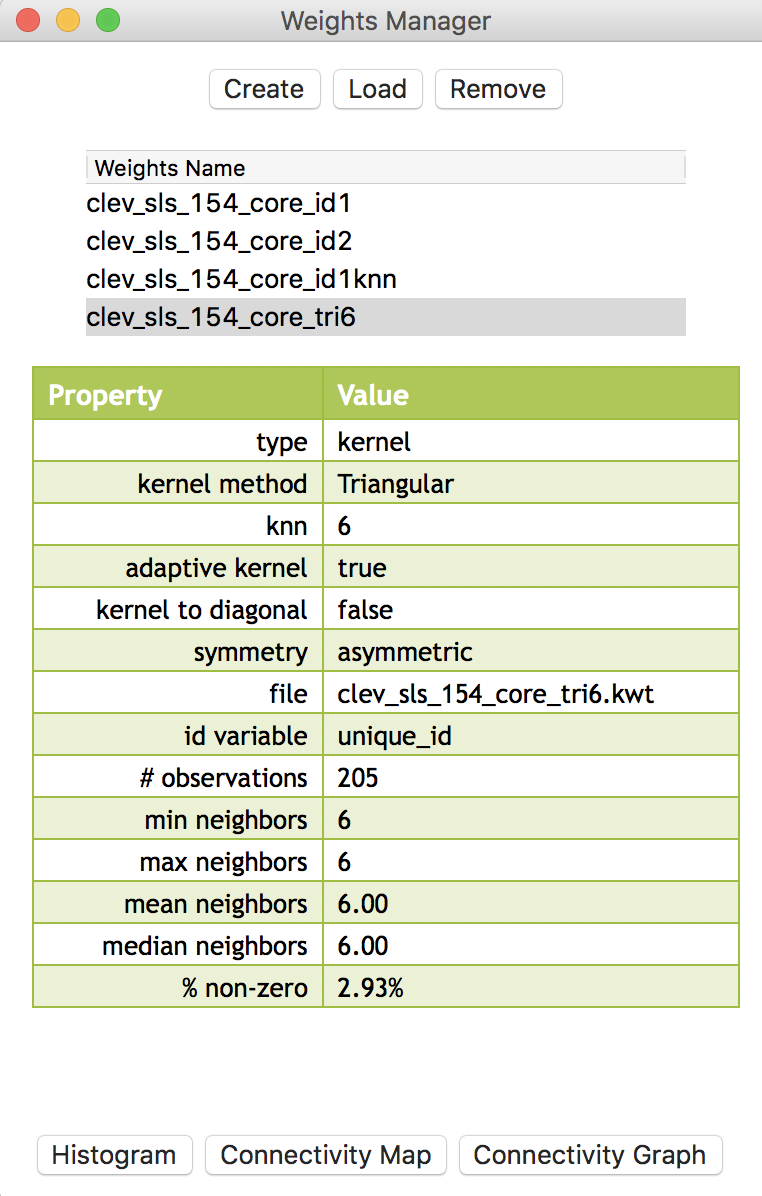 Weights Manager
Create Load Remove
Weights Name
clev_sls_154_core_id1
clev_sls_154_core_id2
clev_sls_154_core_id1knn
clev_sls_154_core_tri6
Property Value
type kernel
kernel method Triangular
knn 6
adaptive kernel true
kernel to diagonal false
symmetry asymmetric
file clev_sls_154_core_tri6.kwt
id variable unique_id
# observations 205
min neighbors 6
max neighbors 6
mean neighbors 6.00
median neighbors 6.00
% non-zero 2.93%
Histogram Connectivity Map Connectivity Graph